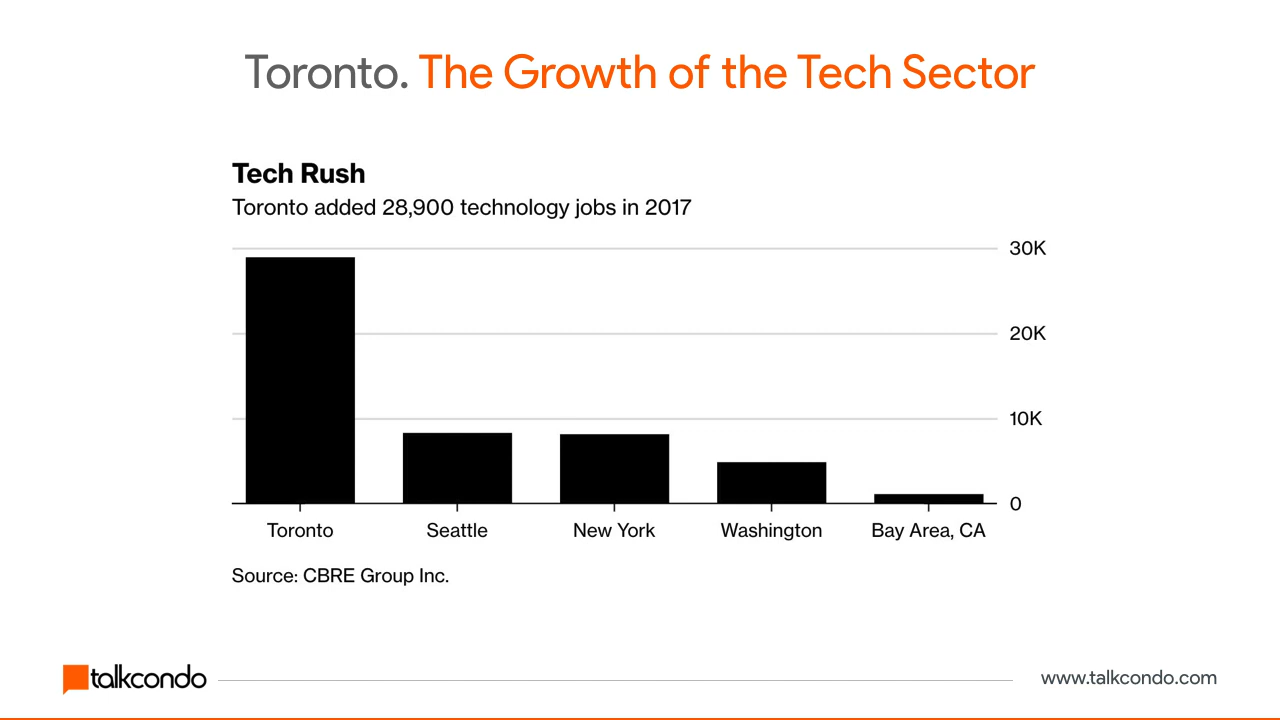 Toronto. The Growth of the Tech Sector
Tech Rush
Toronto added 28,900 technology jobs in 2017
30K
20K
10K
0
Toronto Seattle New York Washington Bay Area, CA
Source: CBRE Group Inc.
talkcondo www.talkcondo.com